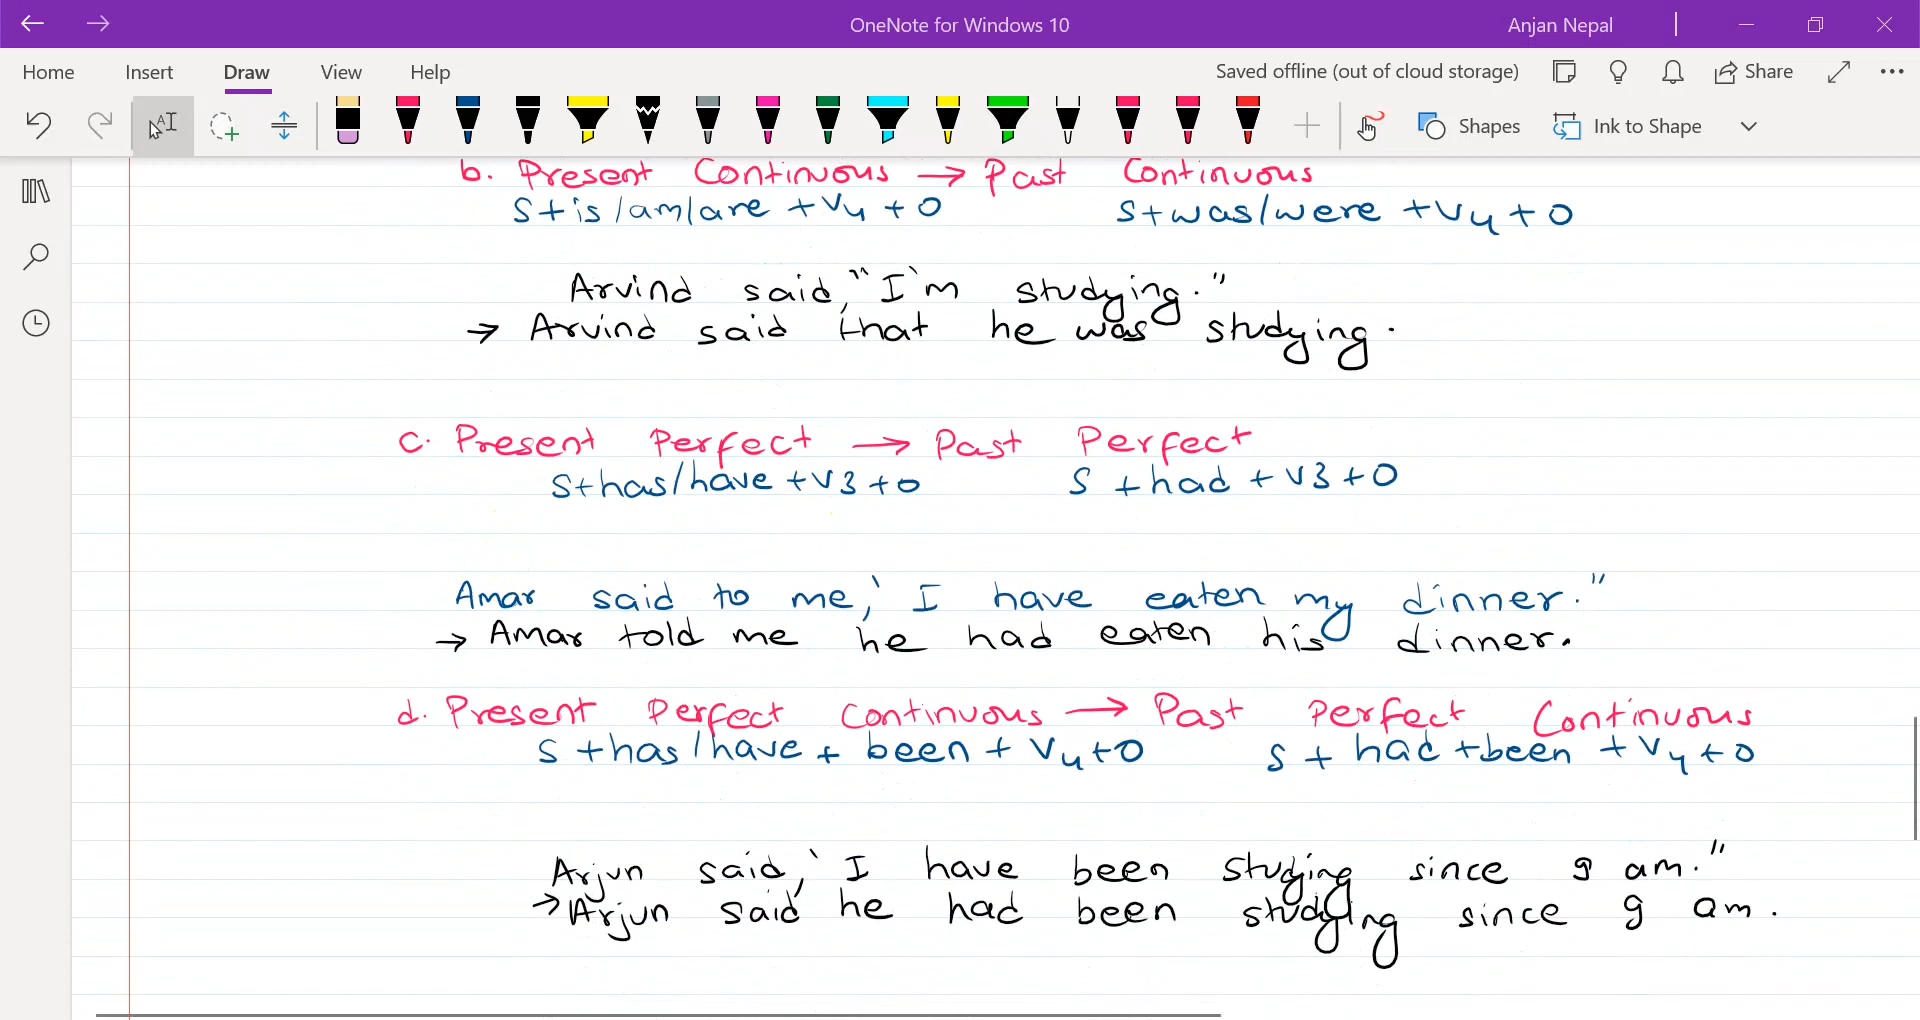 OneNote for Windows 10
Anjan Nepal
Home Insert Draw View Help
Saved offline (out of cloud storage)
Share
Shapes
Ink to Shape
b. Present Continuous → Past Continuous
S+is/am/are +V4 +O S+was/were +V4 +O
Arvind said,"I'm studying."
→ Arvind said that he was studying.
c. Present Perfect → Past Perfect
S+has/have +V3 +O S +had +V3 +O
Amar said to me,' I have eaten my dinner."
→ Amar told me he had eaten his dinner.
d. Present Perfect Continuous → Past Perfect Continuous
S +has/have + been + V4 +O S + had +been +V4 +O
Arjun said,' I have been studying since 9 am."
→ Arjun said he had been studying since 9 am.